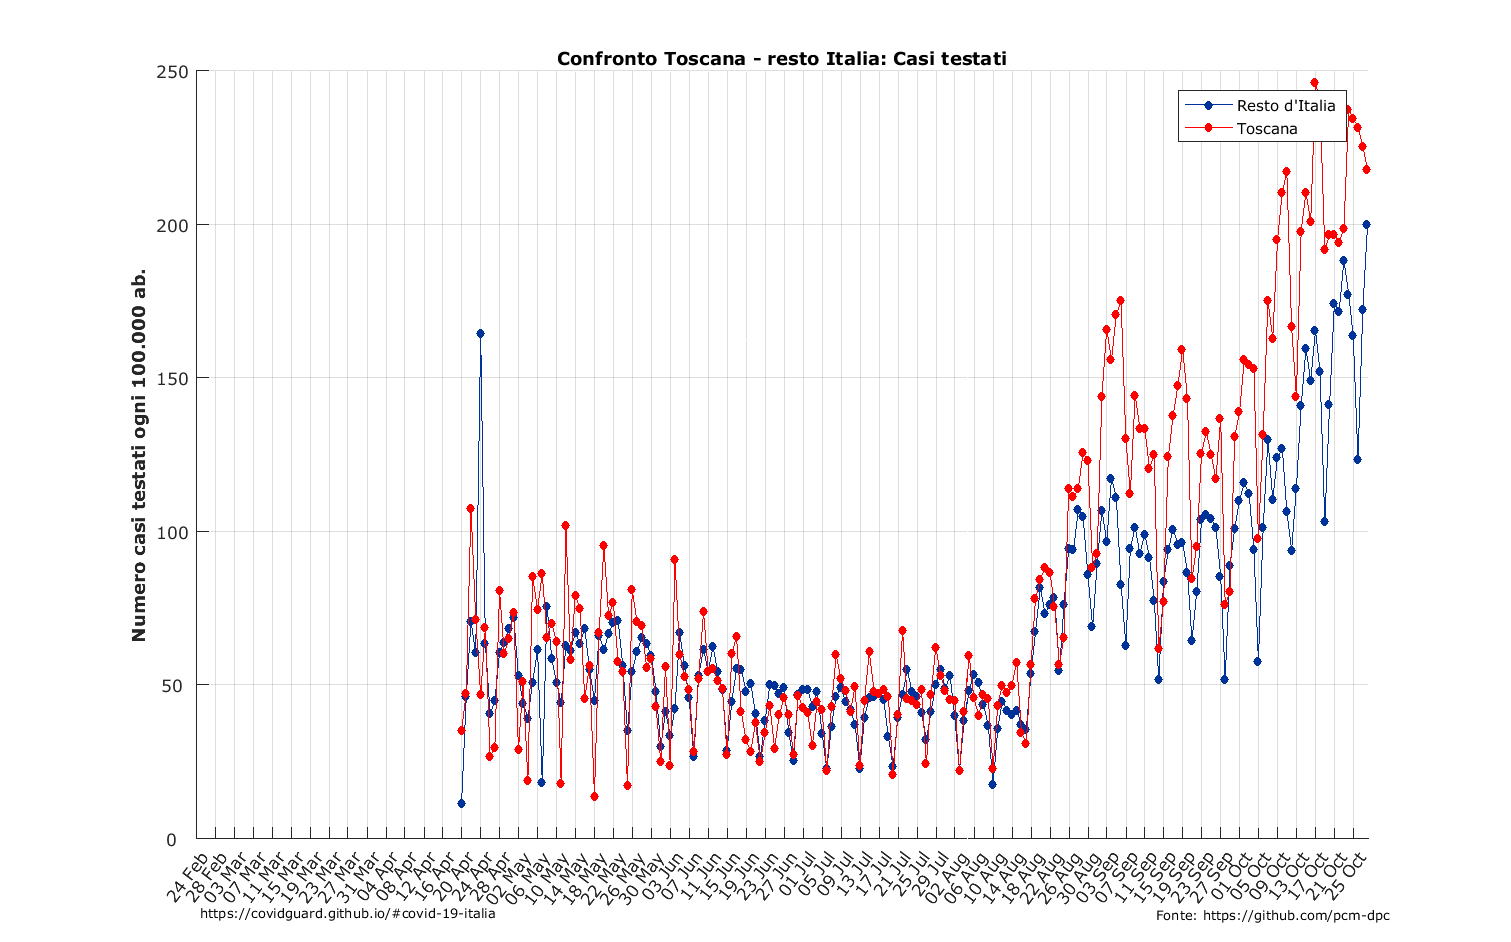 Confronto Toscana - resto Italia: Casi testati
Numero casi testati ogni 100.000 ab.
250
200
150
100
50
0
Resto d'Italia
Toscana
24 Feb
28 Feb
03 Mar
07 Mar
11 Mar
15 Mar
19 Mar
23 Mar
27 Mar
31 Mar
04 Apr
08 Apr
12 Apr
16 Apr
20 Apr
24 Apr
28 Apr
02 May
06 May
10 May
14 May
18 May
22 May
26 May
30 May
03 Jun
07 Jun
11 Jun
15 Jun
19 Jun
23 Jun
27 Jun
01 Jul
05 Jul
09 Jul
13 Jul
17 Jul
21 Jul
25 Jul
29 Jul
02 Aug
06 Aug
10 Aug
14 Aug
18 Aug
22 Aug
26 Aug
30 Aug
03 Sep
07 Sep
11 Sep
15 Sep
19 Sep
23 Sep
27 Sep
01 Oct
05 Oct
09 Oct
13 Oct
17 Oct
21 Oct
25 Oct
https://covidguard.github.io/#covid-19-italia
Fonte: https://github.com/pcm-dpc